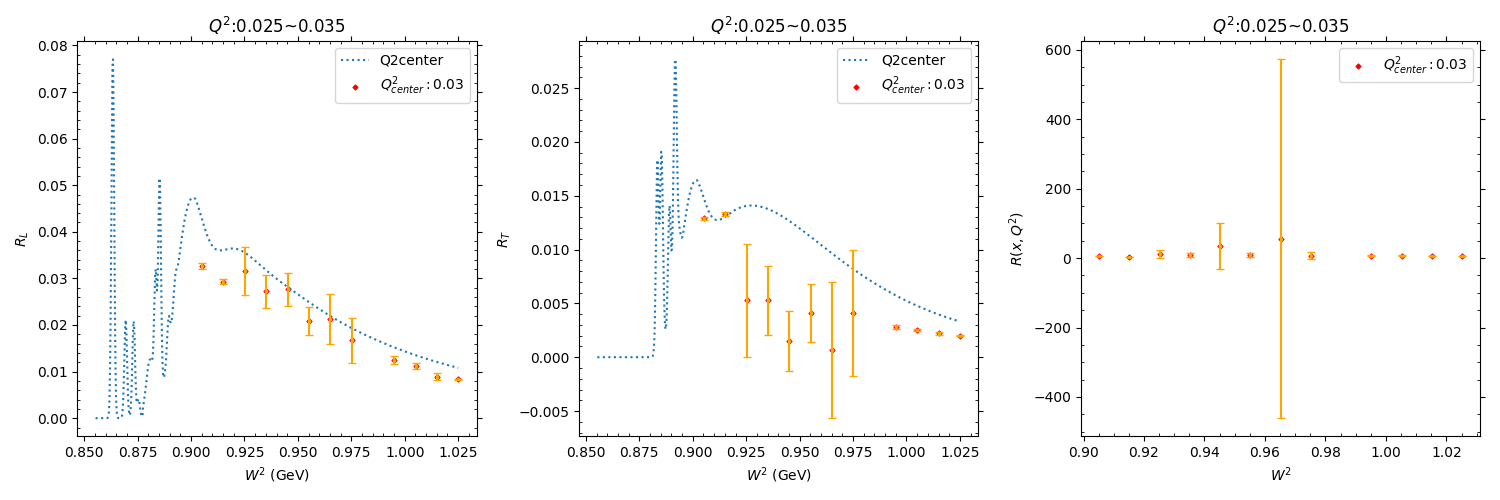 Q²:0.025~0.035
Q2center
Q²center : 0.03
0.08
0.07
0.06
0.05
0.04
0.03
0.02
0.01
0.00
R_L
0.850 0.875 0.900 0.925 0.950 0.975 1.000 1.025
W² (GeV)
Q²:0.025~0.035
Q2center
Q²center : 0.03
0.025
0.020
0.015
0.010
0.005
0.000
−0.005
R_T
0.850 0.875 0.900 0.925 0.950 0.975 1.000 1.025
W² (GeV)
Q²:0.025~0.035
Q²center : 0.03
600
400
200
0
−200
−400
R(x, Q²)
0.90 0.92 0.94 0.96 0.98 1.00 1.02
W²